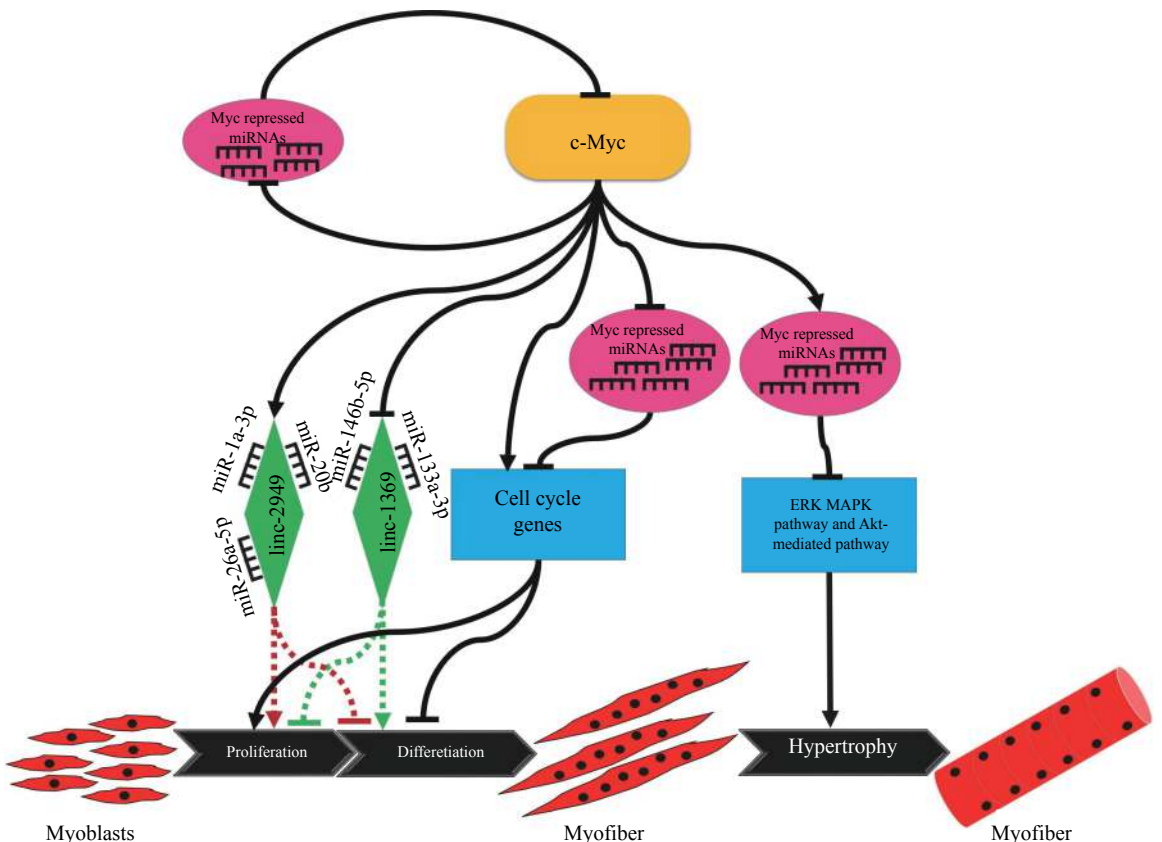 Myc repressed
miRNAs
c-Myc
Myc repressed
miRNAs
Myc repressed
miRNAs
miR-1a-3p
miR-20b
miR-26a-5p
linc-2949
miR-146b-5p
miR-133a-3p
linc-1369
Cell cycle
genes
ERK MAPK
pathway and Akt-
mediated pathway
Proliferation
Differetiation
Hypertrophy
Myoblasts
Myofiber
Myofiber